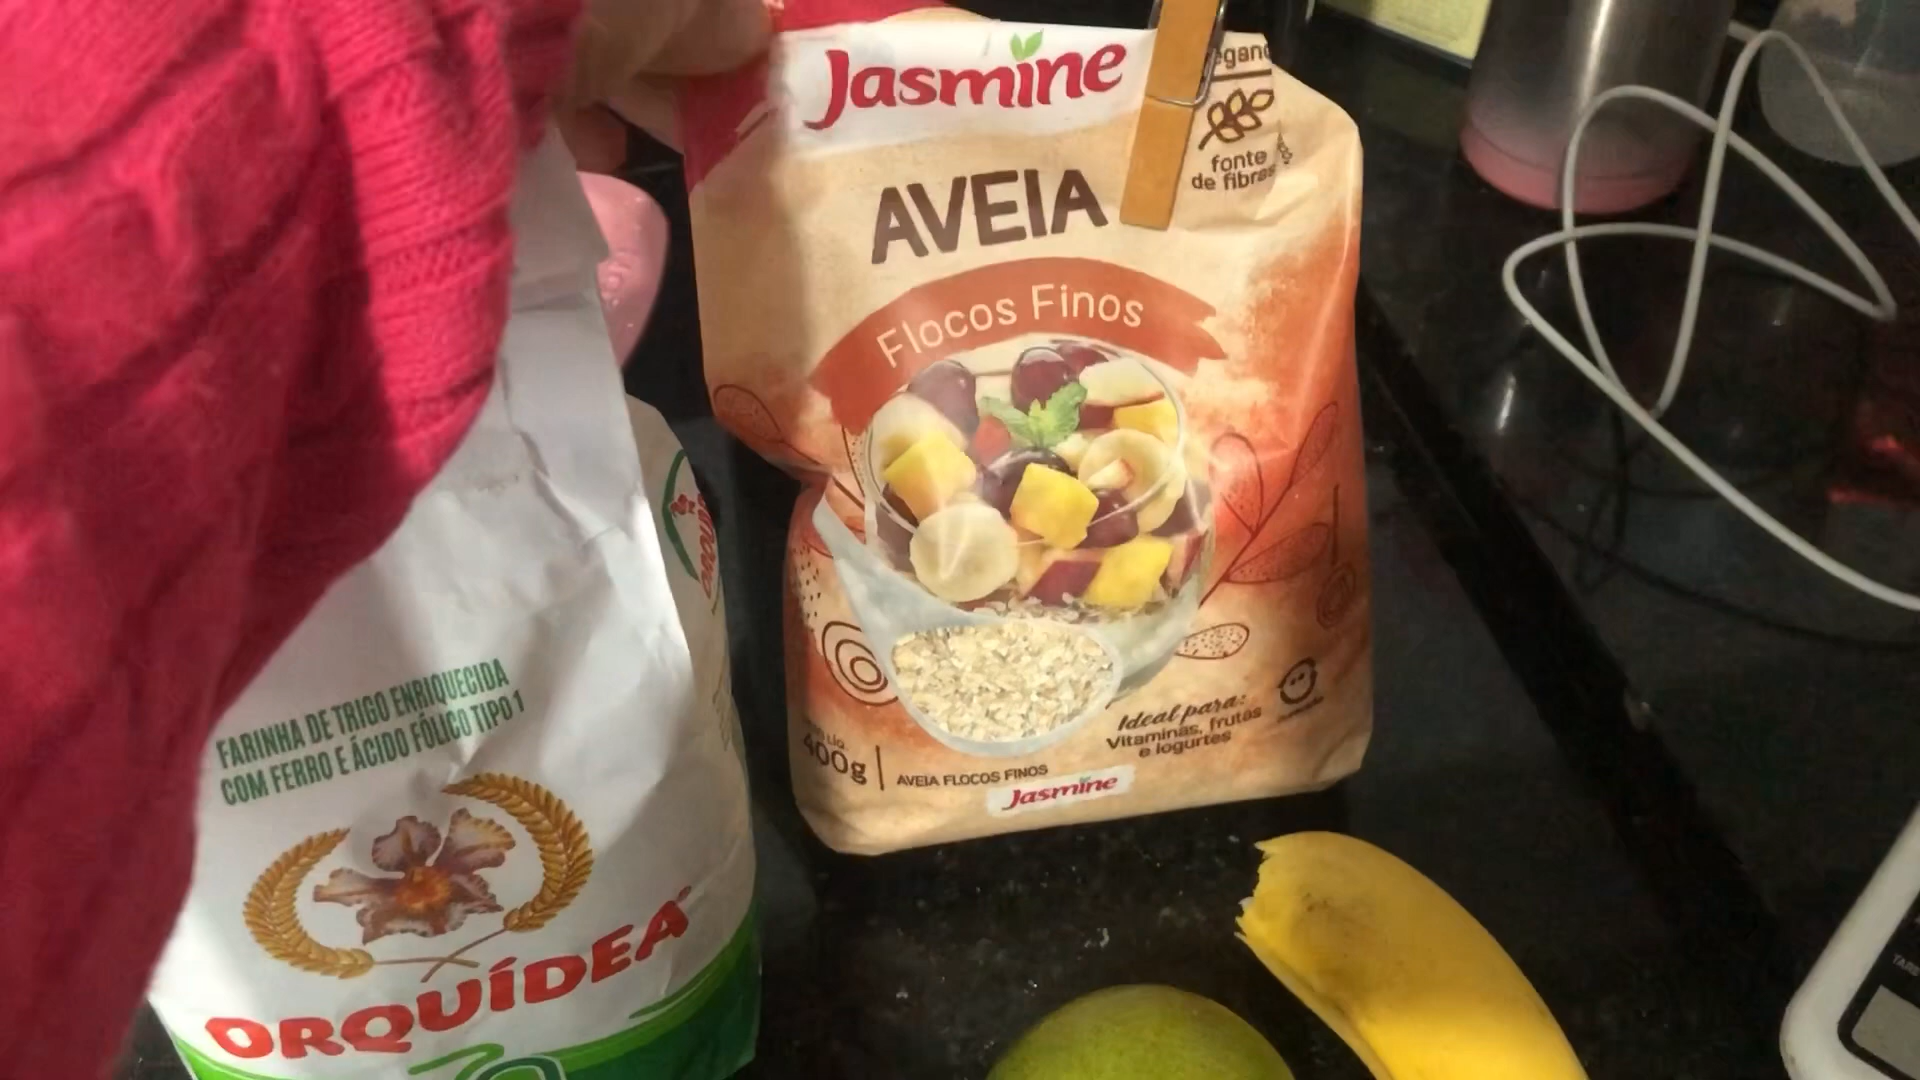 Jasmine
fonte
de fibras
AVEIA
Flocos Finos
Ideal para:
Vitaminas, frutas
e Iogurtes
400g
AVEIA FLOCOS FINOS
Jasmine
FARINHA DE TRIGO ENRIQUECIDA
COM FERRO E ÁCIDO FÓLICO TIPO 1
ORQUÍDEA